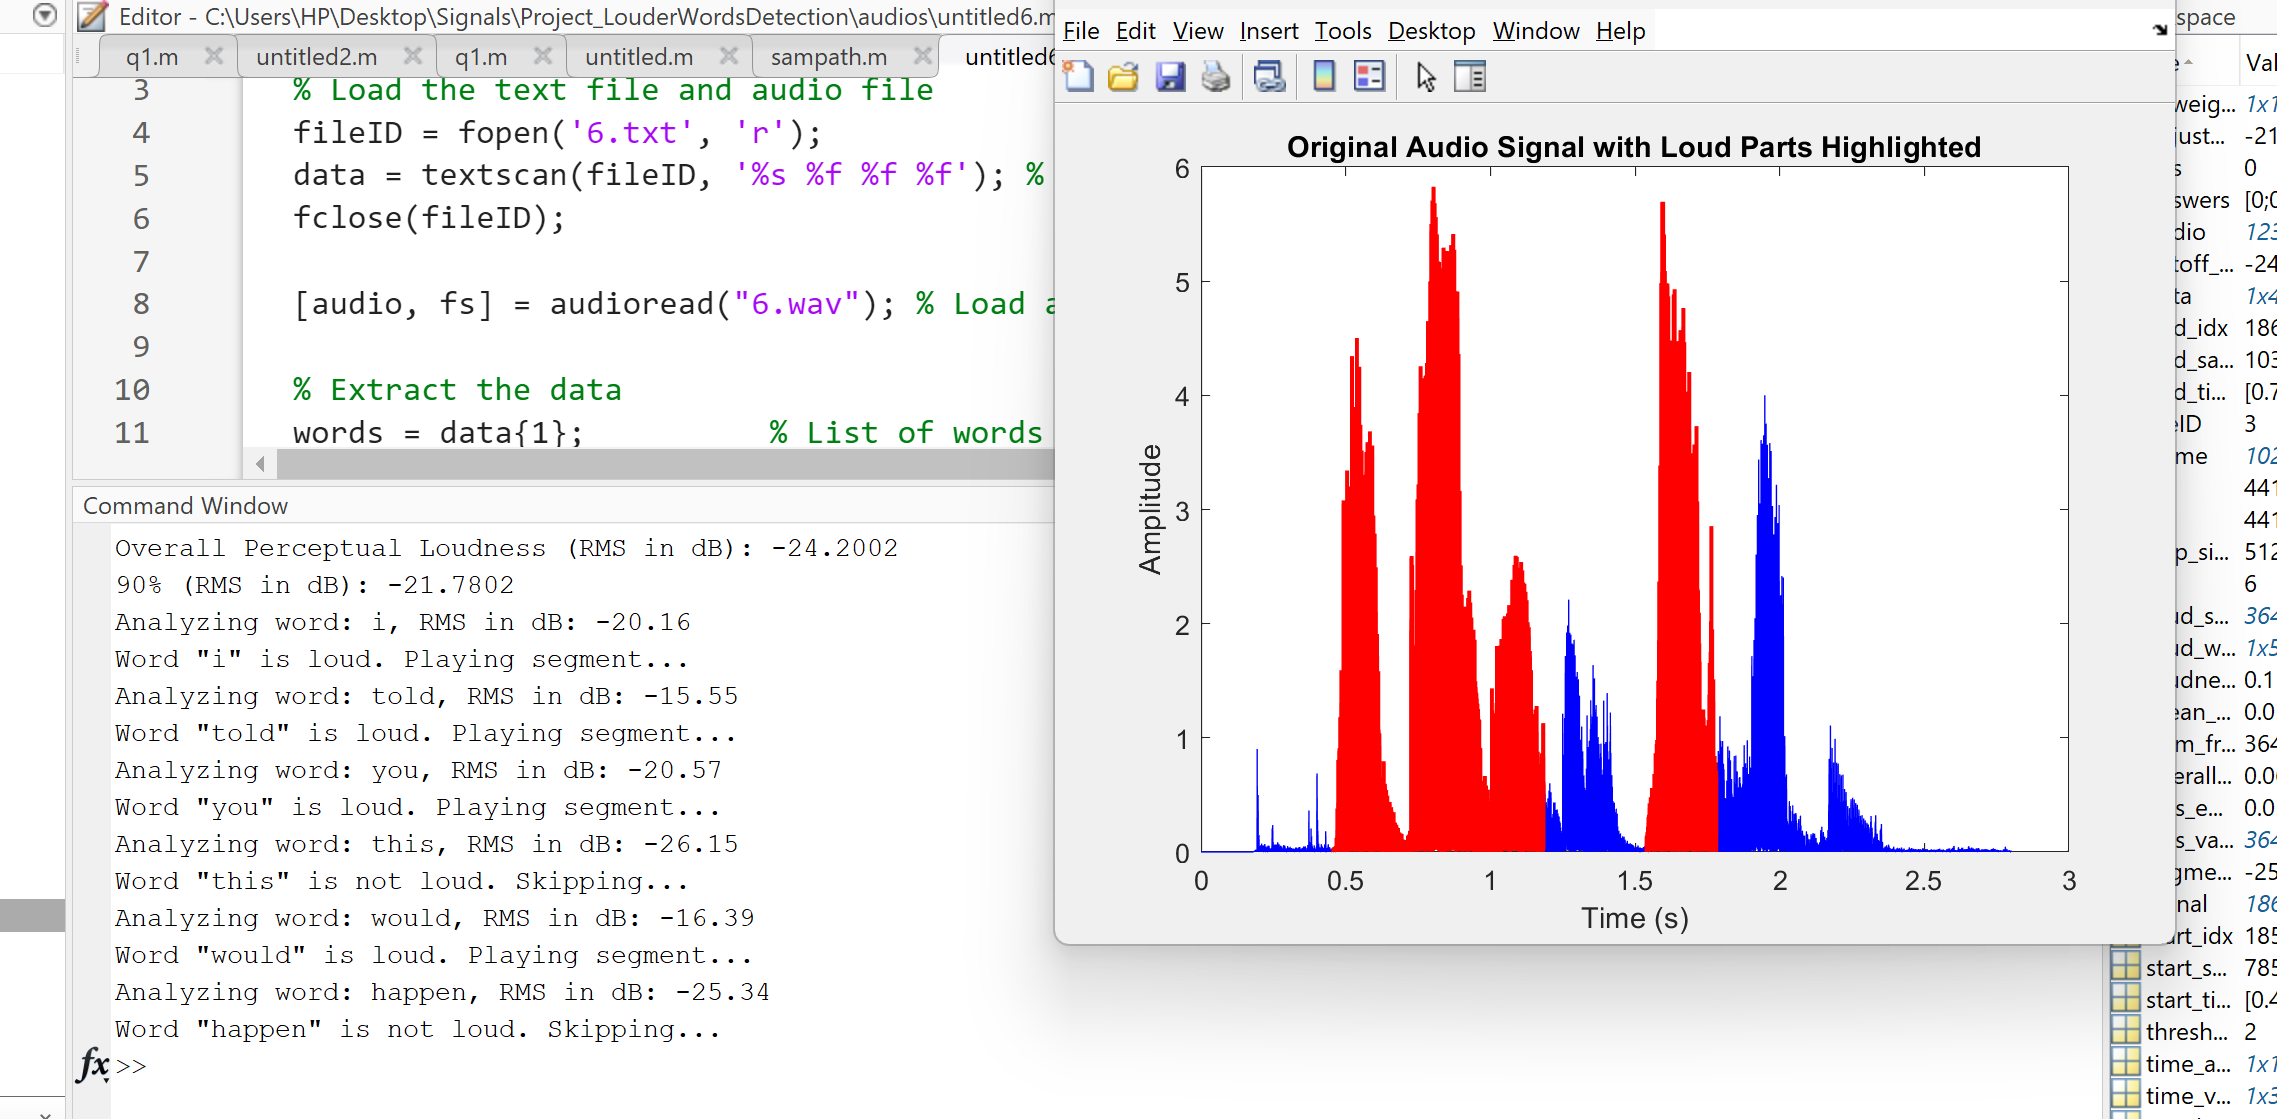 Editor - C:\Users\HP\Desktop\Signals\Project_LouderWordsDetection\audios\untitled6.m
q1.m
untitled2.m
q1.m
untitled.m
sampath.m
untitled6
3 % Load the text file and audio file
4 fileID = fopen('6.txt', 'r');
5 data = textscan(fileID, '%s %f %f %f'); %
6 fclose(fileID);
7
8 [audio, fs] = audioread("6.wav"); % Load a
9
10 % Extract the data
11 words = data{1}; % List of words
Command Window
Overall Perceptual Loudness (RMS in dB): -24.2002
90% (RMS in dB): -21.7802
Analyzing word: i, RMS in dB: -20.16
Word "i" is loud. Playing segment...
Analyzing word: told, RMS in dB: -15.55
Word "told" is loud. Playing segment...
Analyzing word: you, RMS in dB: -20.57
Word "you" is loud. Playing segment...
Analyzing word: this, RMS in dB: -26.15
Word "this" is not loud. Skipping...
Analyzing word: would, RMS in dB: -16.39
Word "would" is loud. Playing segment...
Analyzing word: happen, RMS in dB: -25.34
Word "happen" is not loud. Skipping...
fx >>
File Edit View Insert Tools Desktop Window Help
Original Audio Signal with Loud Parts Highlighted
6
5
4
3
2
1
0
Amplitude
0 0.5 1 1.5 2 2.5 3
Time (s)
space
Val
weig... 1x1
just... -21
s 0
swers [0;0
dio 123
toff_... -24
ta 1x4
d_idx 186
d_sa... 103
d_ti... [0.7
eID 3
me 102
441
441
p_si... 512
6
ud_s... 364
ud_w... 1x5
udne... 0.1
ean_... 0.0
m_fr... 364
erall... 0.0
s_e... 0.0
s_va... 364
gme... -25
nal 186
art_idx 185
start_s... 785
start_ti... [0.4
thresh... 2
time_a... 1x1
time_v... 1x3